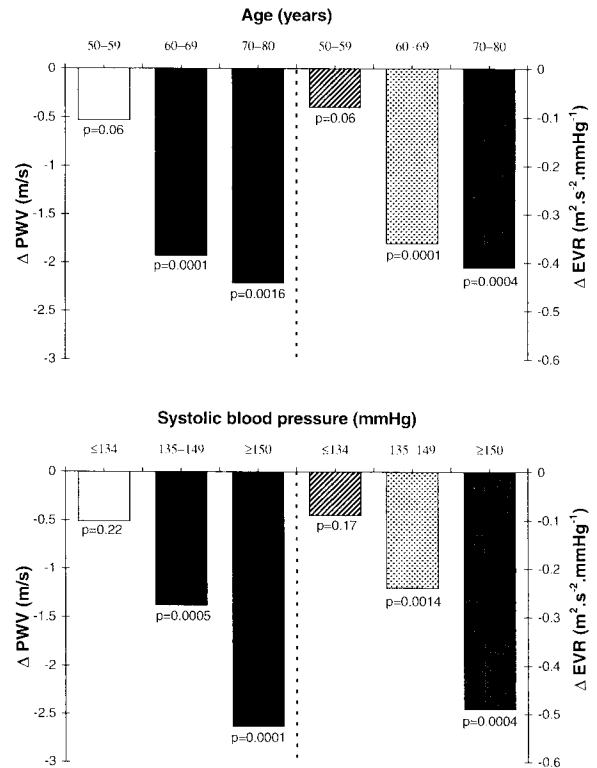 Age (years)
50–59 60–69 70–80 50–59 60·69 70–80
0 0
-0.5 -0.1
-1 -0.2
-1.5 -0.3
-2 -0.4
-2.5 -0.5
-3 -0.6
Δ PWV (m/s)
Δ EVR (m².s⁻².mmHg⁻¹)
p=0.06 p=0.0001 p=0.0016 p=0.06 p=0.0001 p=0.0004
Systolic blood pressure (mmHg)
≤134 135–149 ≥150 ≤134 135 149 ≥150
0 0
-0.5 -0.1
-1 -0.2
-1.5 -0.3
-2 -0.4
-2.5 -0.5
-3 -0.6
Δ PWV (m/s)
Δ EVR (m².s⁻².mmHg⁻¹)
p=0.22 p=0.0005 p=0.0001 p=0.17 p=0.0014 p=0.0004